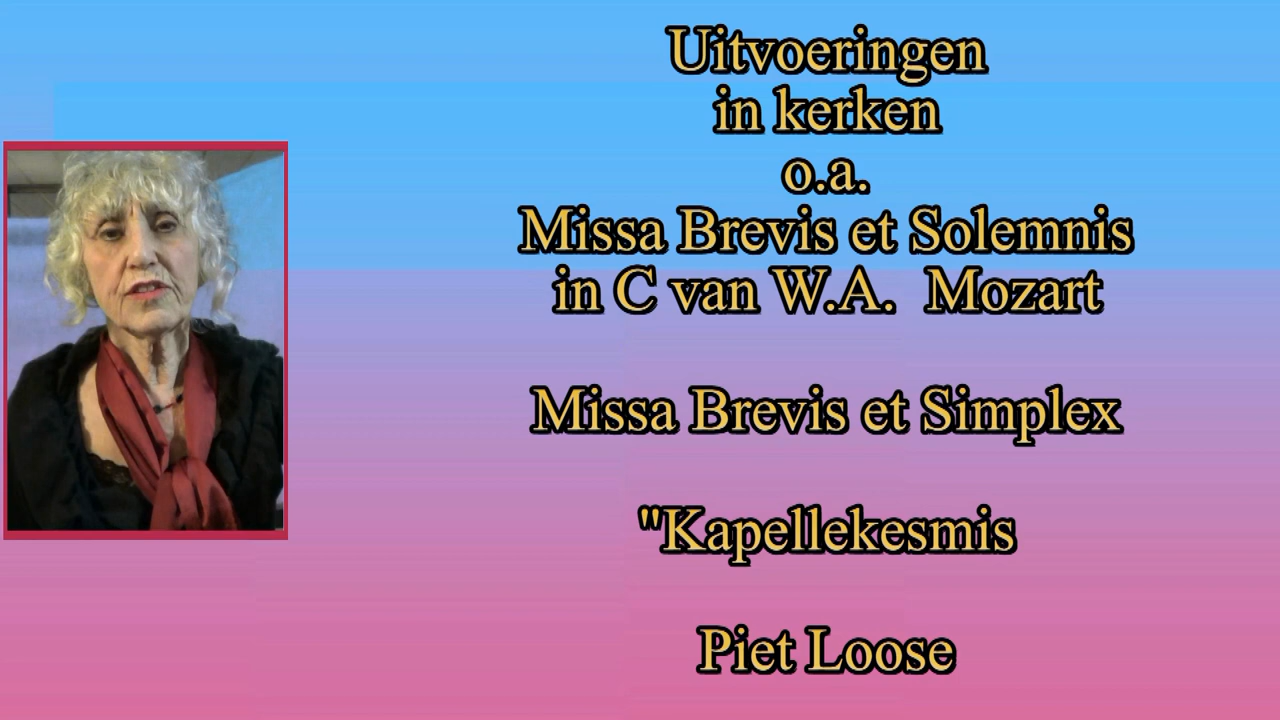 Uitvoeringen
in kerken
o.a.
Missa Brevis et Solemnis
in C van W.A. Mozart
Missa Brevis et Simplex
"Kapellekesmis
Piet Loose